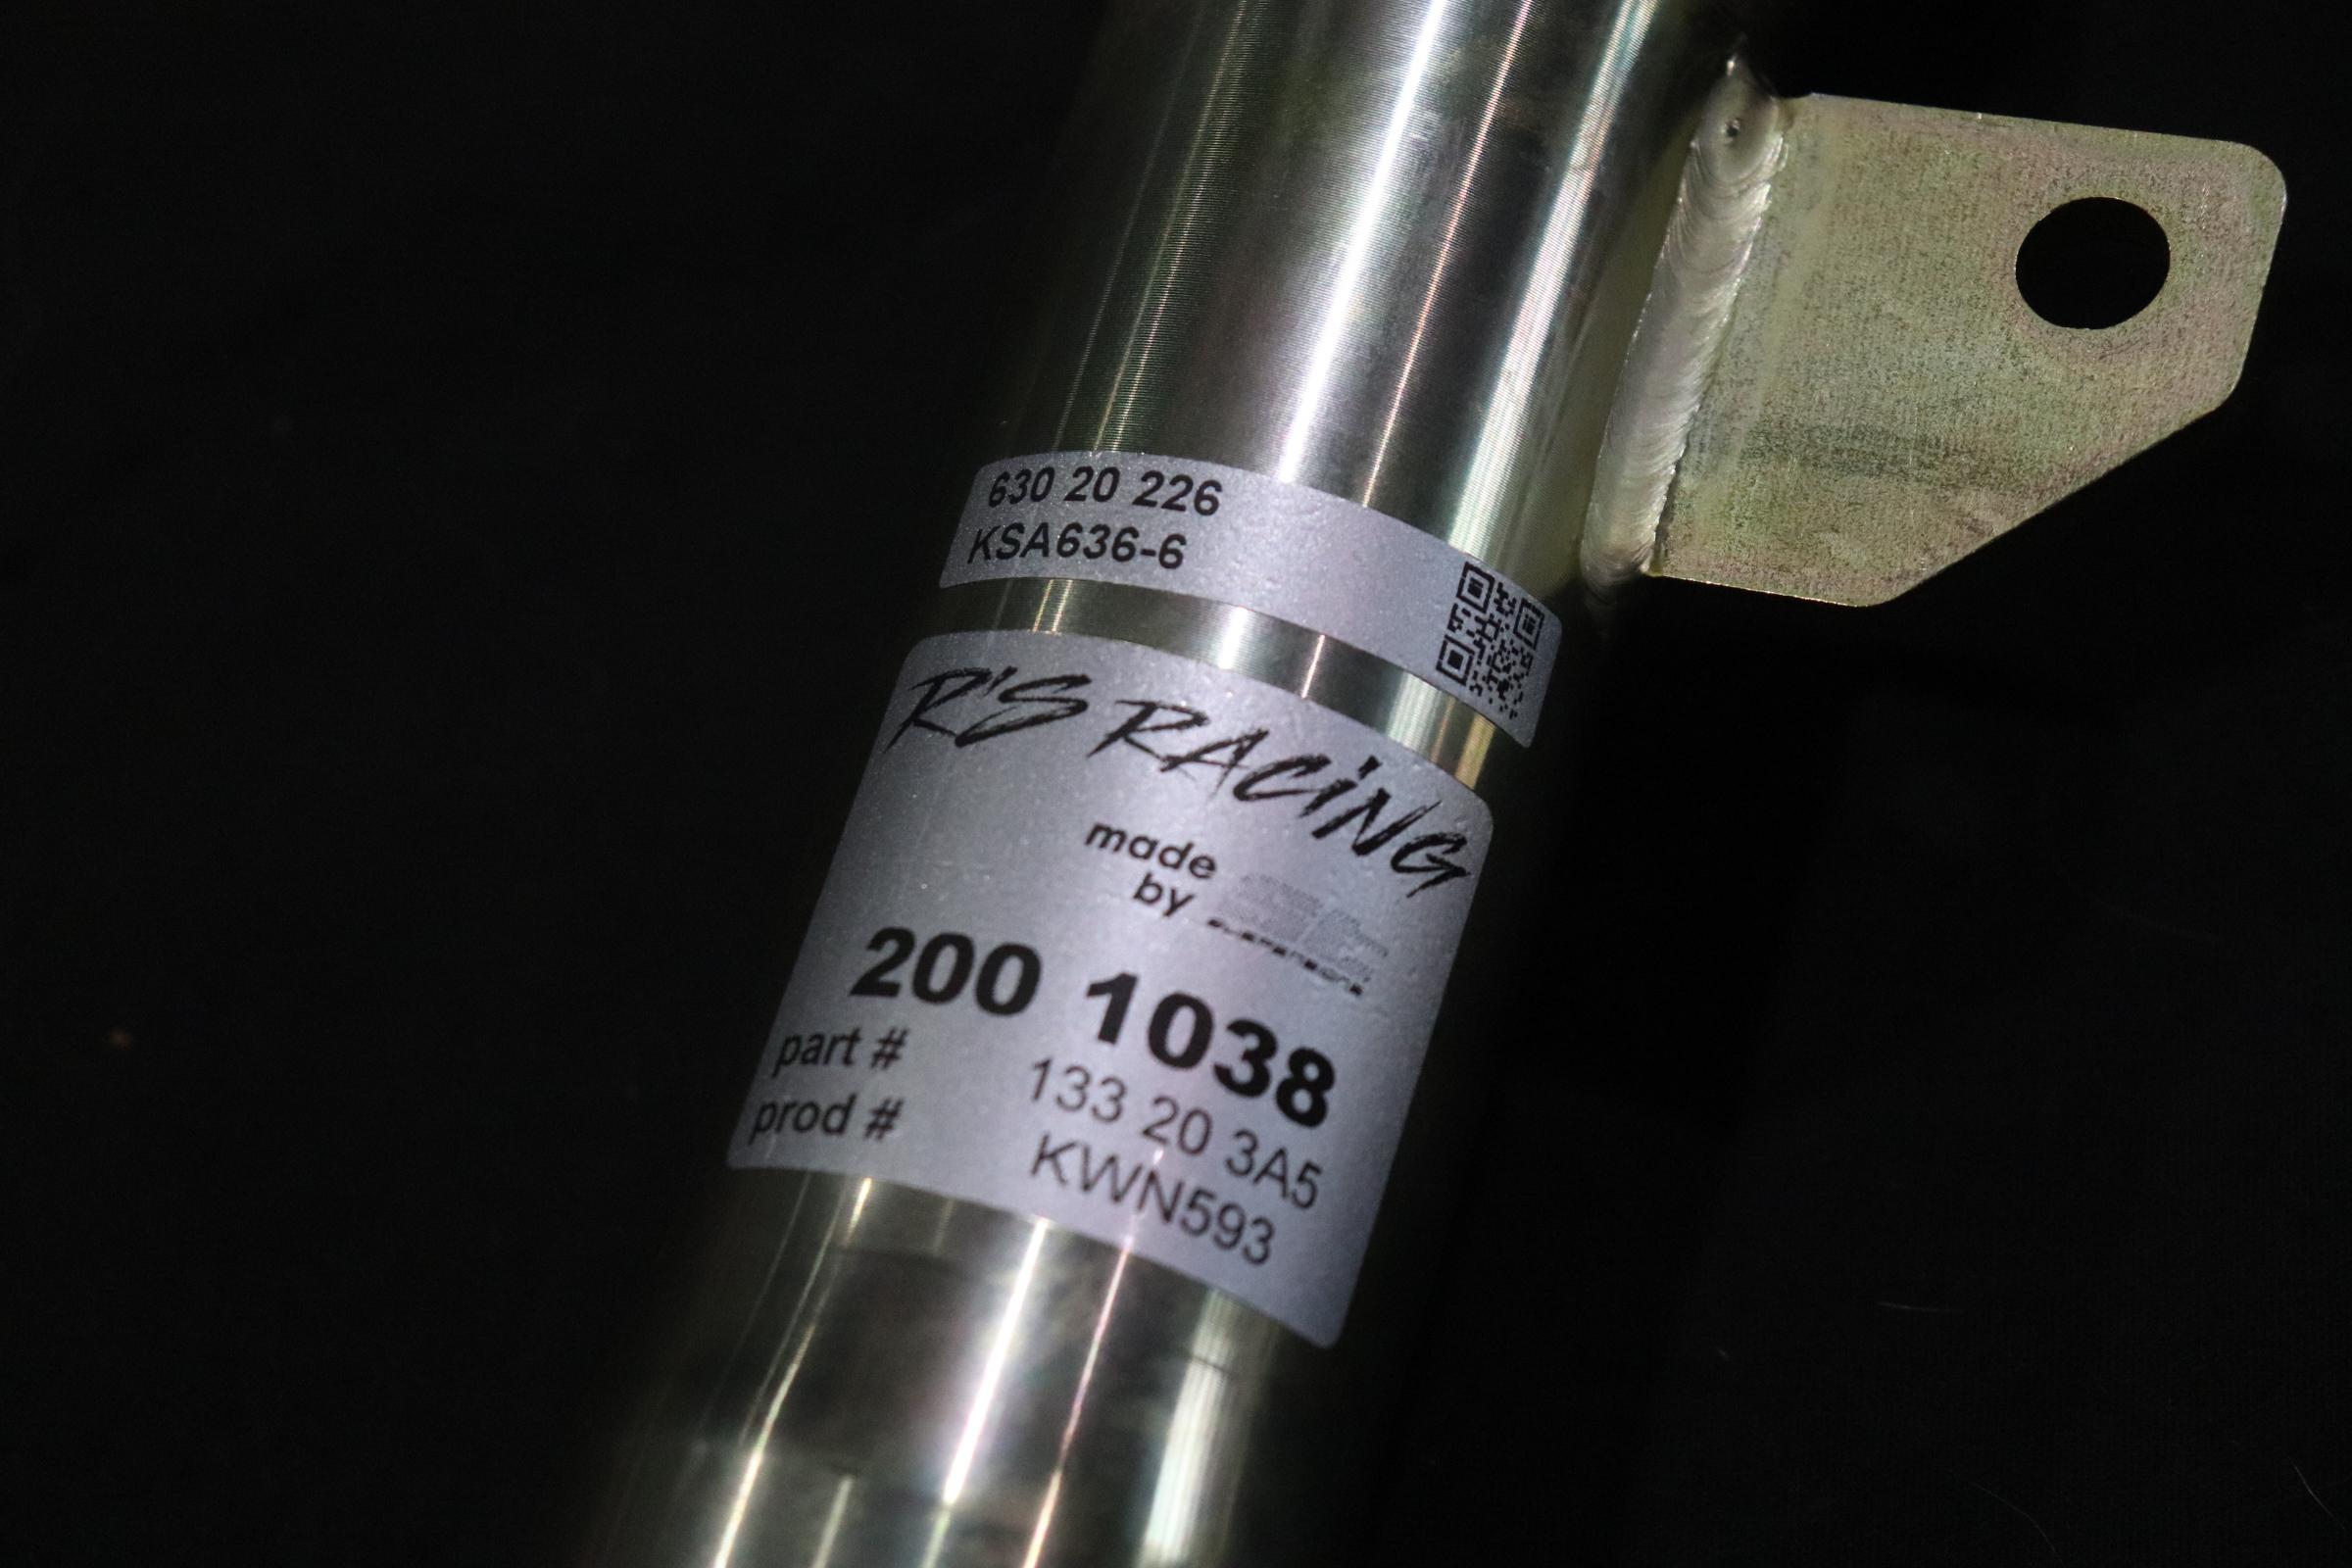 630 20 226
KSA636-6
R'S RACiNG
made
by
200 1038
part # 133 20 3A5
prod # KWN593